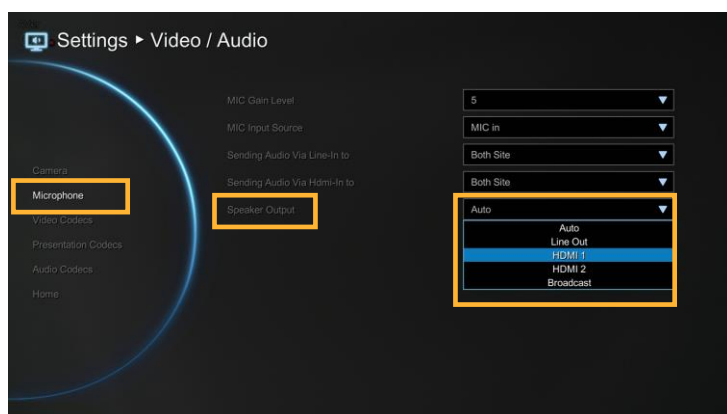 Settings ▸ Video / Audio
MIC Gain Level
5
MIC Input Source
MIC in
Sending Audio Via Line-In to
Both Site
Camera
Sending Audio Via Hdmi-In to
Both Site
Microphone
Speaker Output
Auto
Video Codecs
Auto
Line Out
Presentation Codecs
HDMI 1
Audio Codecs
HDMI 2
Broadcast
Home